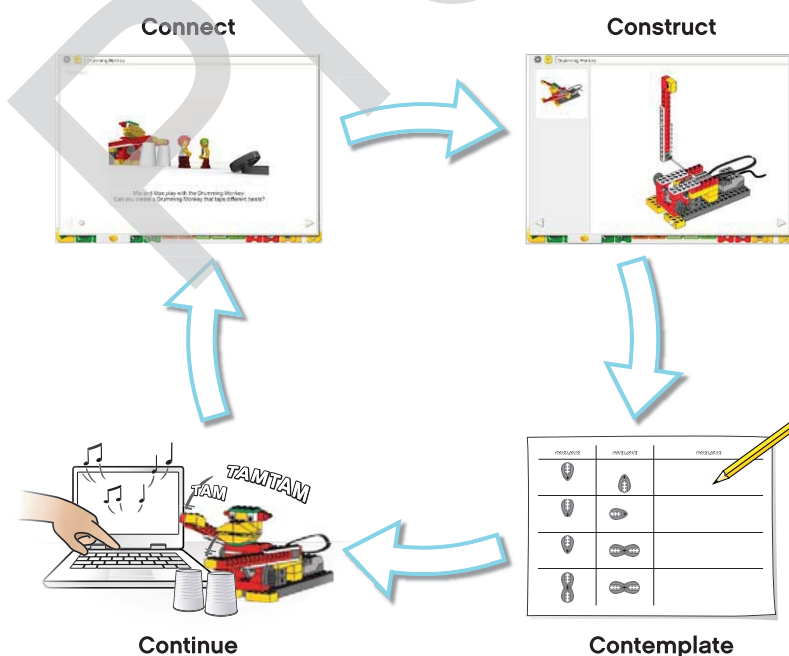 Connect
Construct
Drumming Monkey
Drumming Monkey
Mia and Max play with the Drumming Monkey.
Can you create a Drumming Monkey that taps different beats?
TAM
TAMTAM
Continue
Contemplate